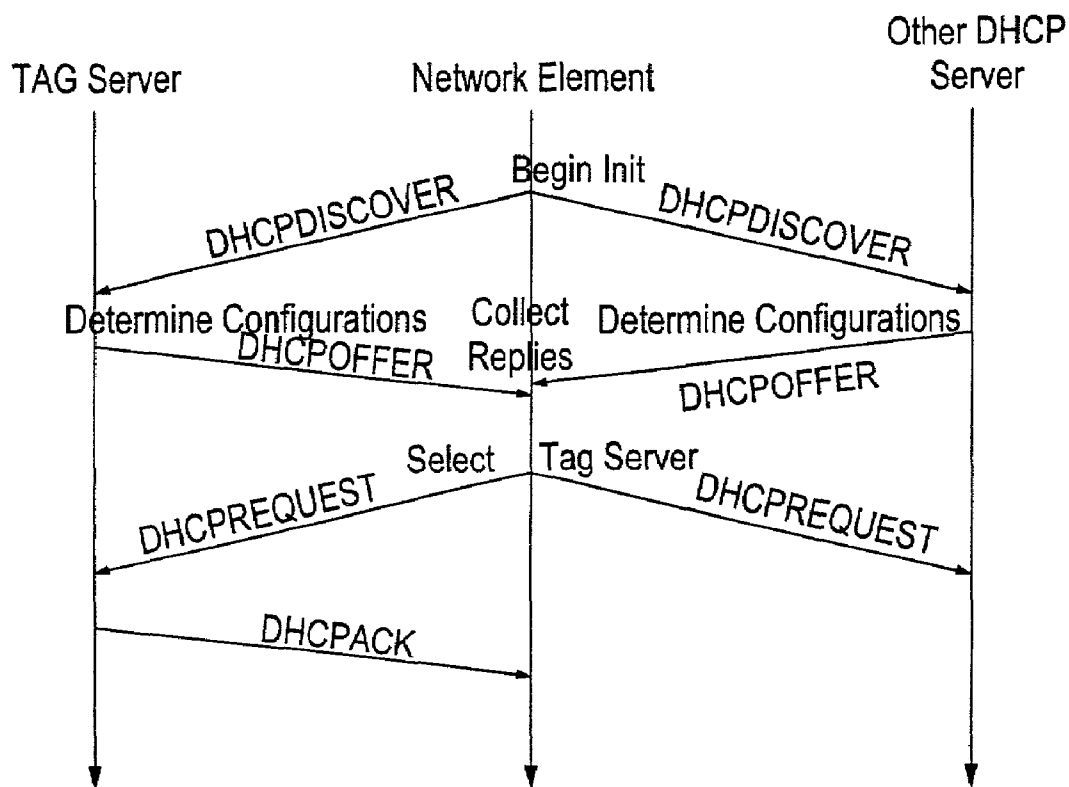 Other DHCP
Server
TAG Server
Network Element
Begin Init
DHCPDISCOVER
DHCPDISCOVER
Determine Configurations
Collect
Replies
Determine Configurations
DHCPOFFER
DHCPOFFER
Select Tag Server
DHCPREQUEST
DHCPREQUEST
DHCPACK